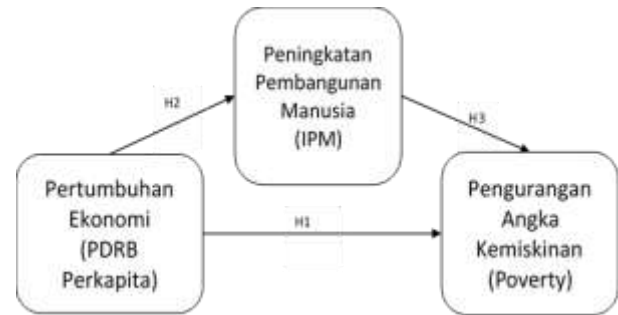 Peningkatan
Pembangunan
Manusia
(IPM)
H2
H3
Pertumbuhan
Ekonomi
(PDRB
Perkapita)
H1
Pengurangan
Angka
Kemiskinan
(Poverty)